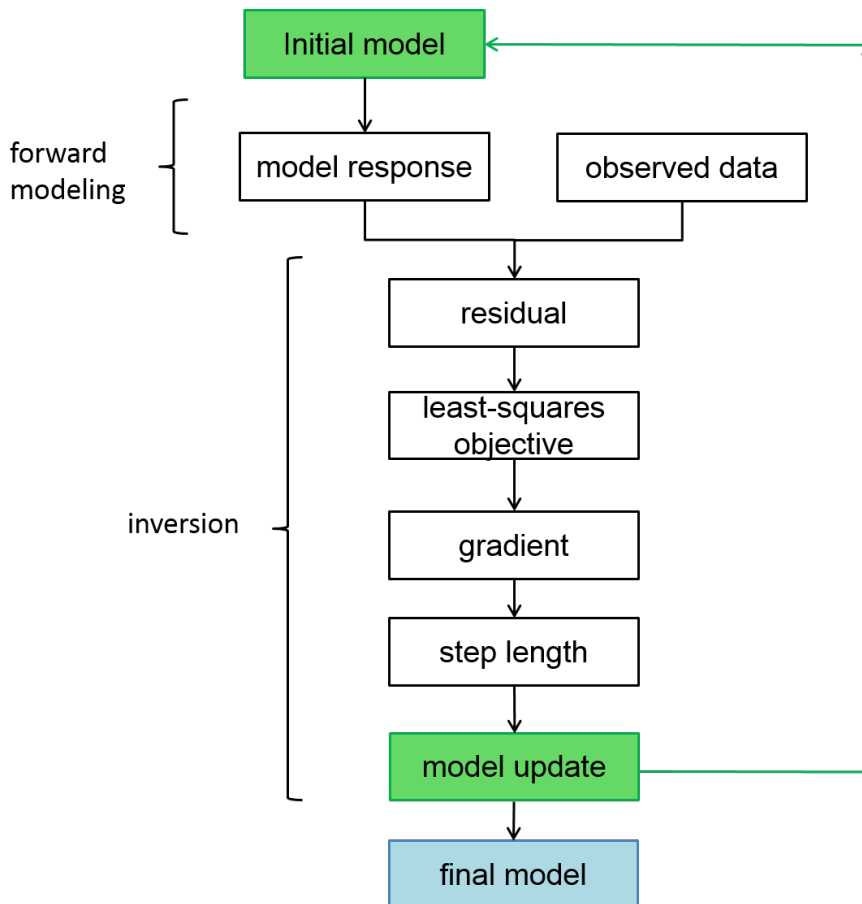 Initial model
forward
modeling
model response
observed data
residual
least-squares
objective
inversion
gradient
step length
model update
final model